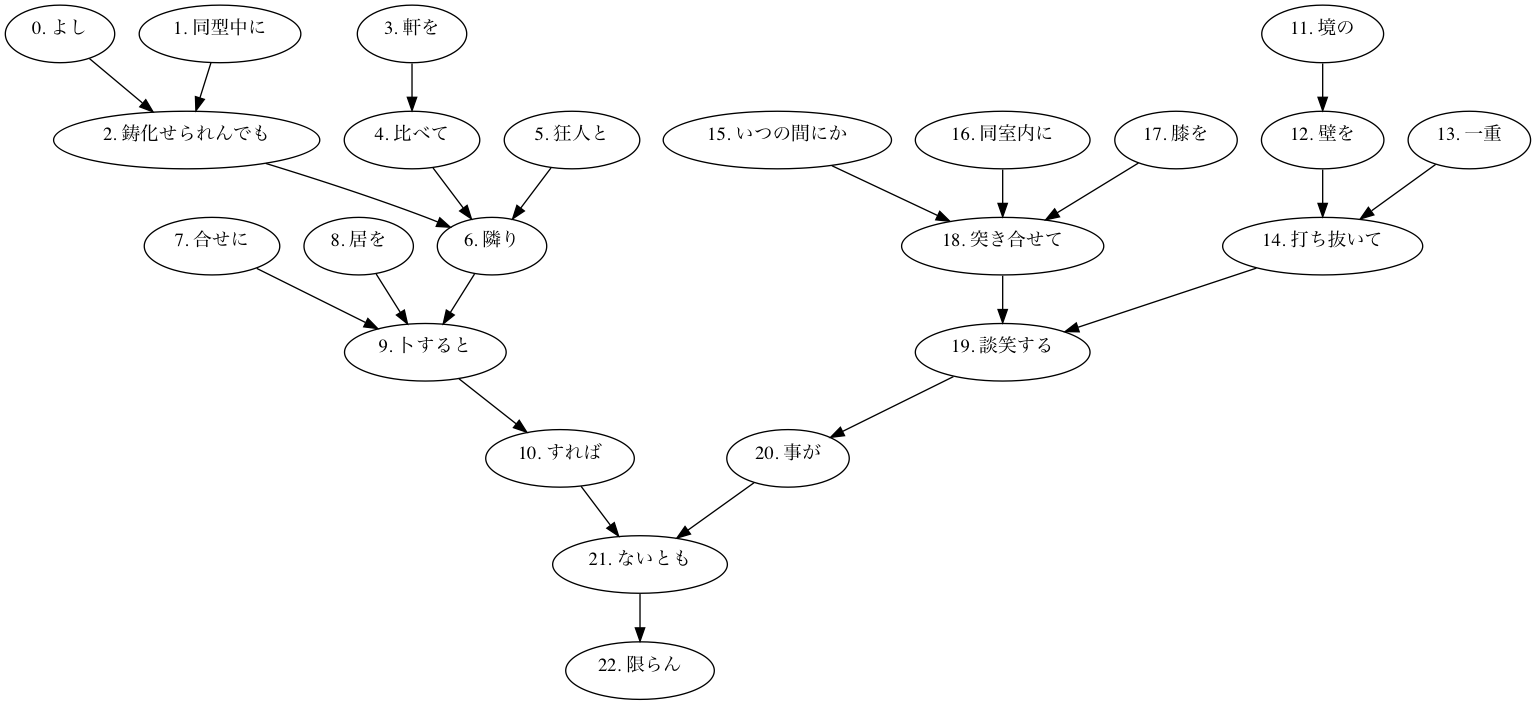 0. よし
1. 同型中に
3. 軒を
11. 境の
2. 鋳化せられんでも
4. 比べて
5. 狂人と
15. いつの間にか
16. 同室内に
17. 膝を
12. 壁を
13. 一重
7. 合せに
8. 居を
6. 隣り
18. 突き合せて
14. 打ち抜いて
9. 卜すると
19. 談笑する
10. すれば
20. 事が
21. ないとも
22. 限らん